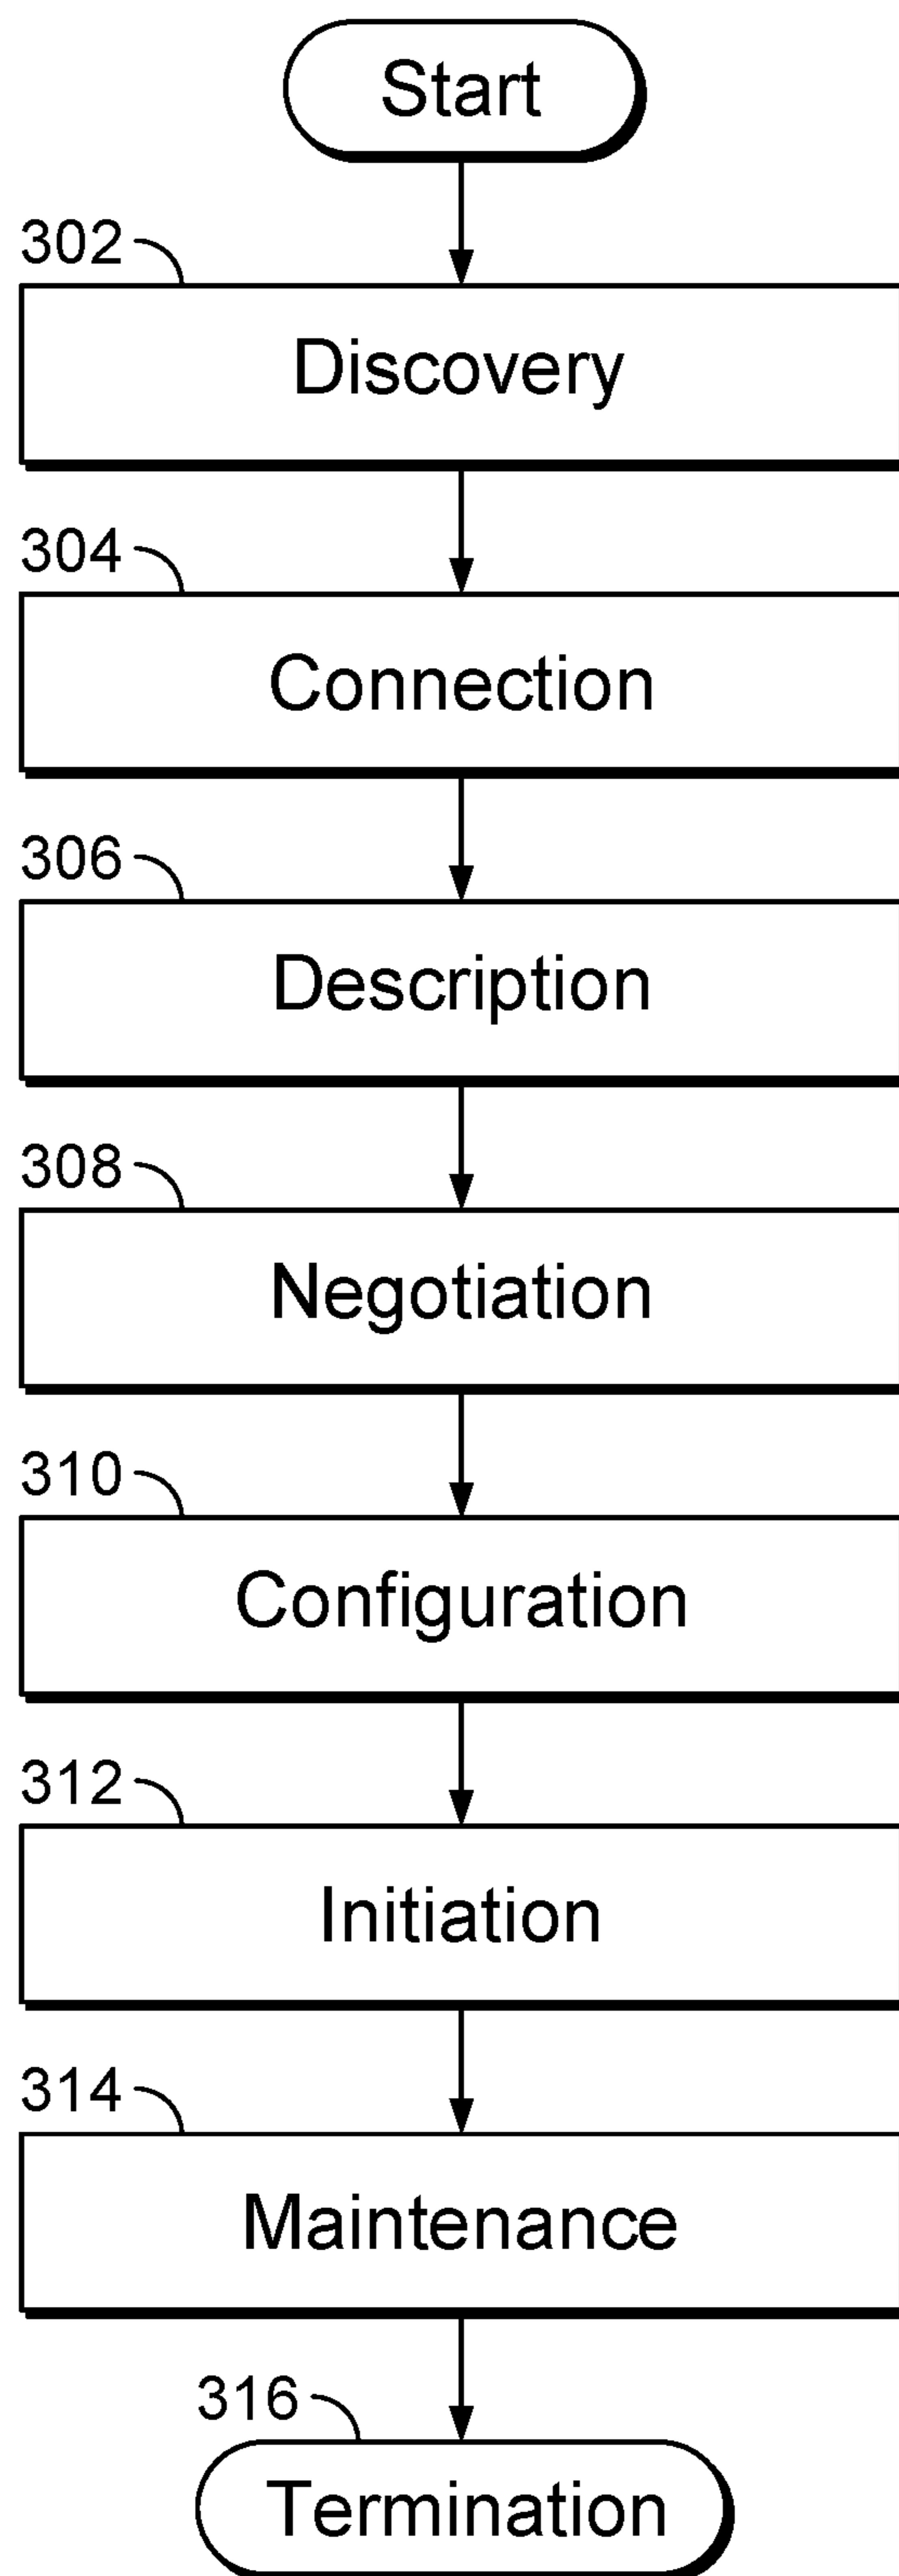 Start
302
Discovery
304
Connection
306
Description
308
Negotiation
310
Configuration
312
Initiation
314
Maintenance
316
Termination